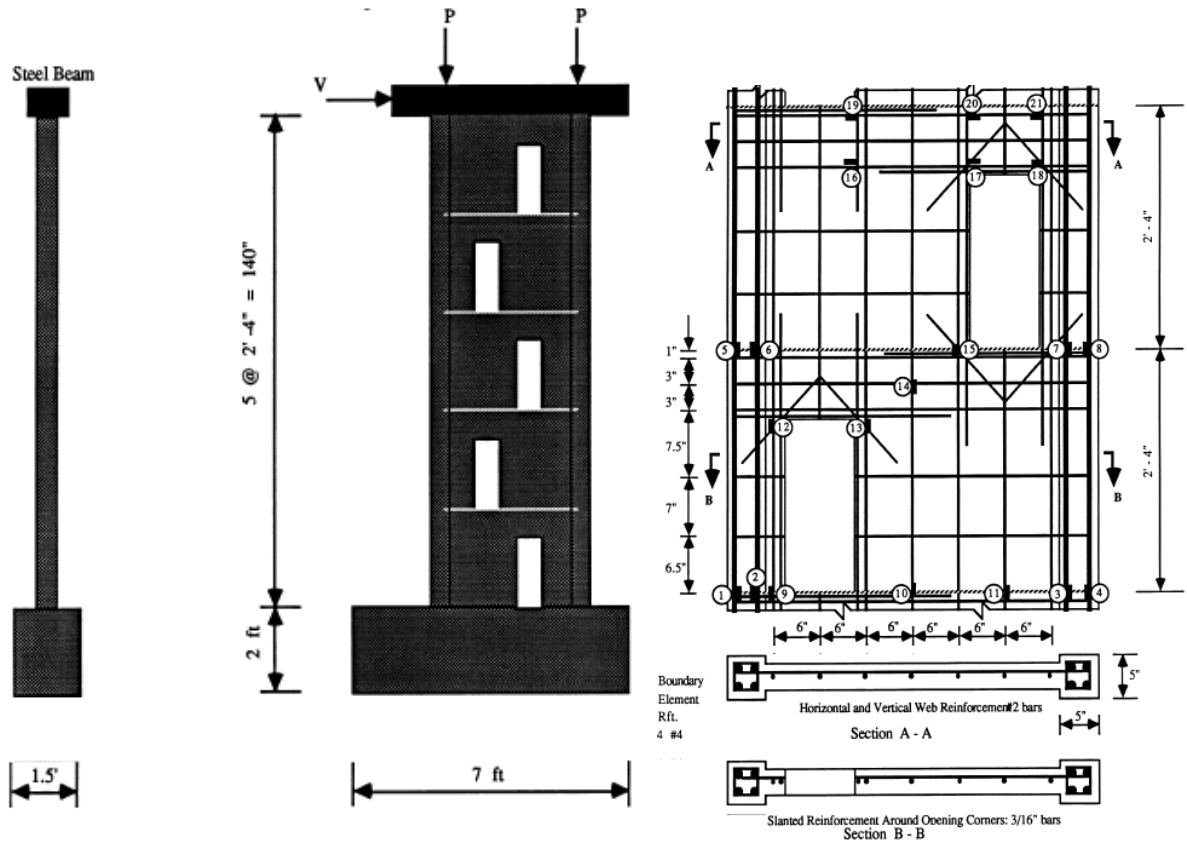 P
P
Steel Beam
V
5 @ 2' -4" = 140"
2 ft
1.5'
7 ft
19
20
21
A
A
16
17
18
2' - 4"
5
6
15
7
8
1"
3"
14
3"
12
13
7.5"
B
B
2' - 4"
7"
6.5"
1
2
9
10
11
3
4
6"
6"
6"
6"
6"
6"
Boundary
Element
Rft.
4 #4
5"
Horizontal and Vertical Web Reinforcement#2 bars
5"
Section A - A
Slanted Reinforcement Around Opening Corners: 3/16" bars
Section B - B